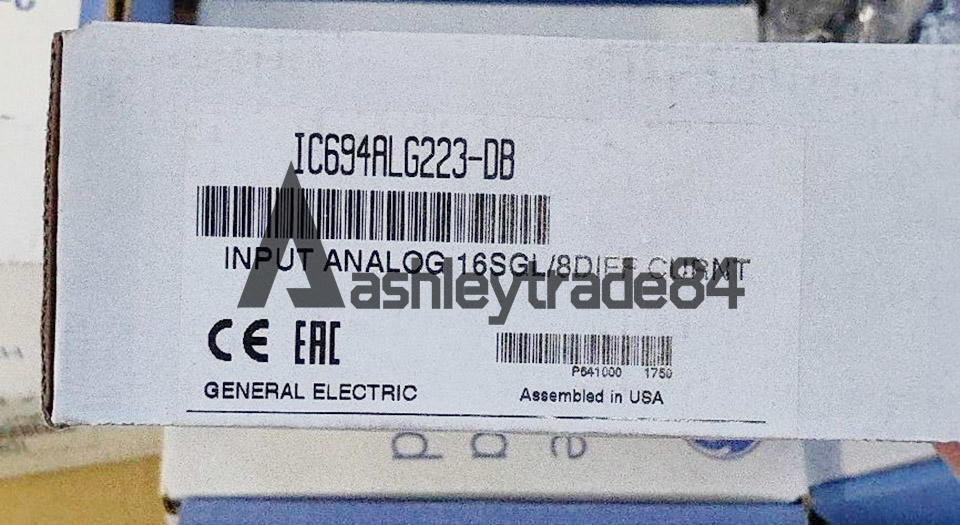 IC694ALG223-DB
INPUT ANALOG 16SGL/8DIFF CURNT
ashleytrade84
CE EAC
P641000 1750
GENERAL ELECTRIC
Assembled in USA